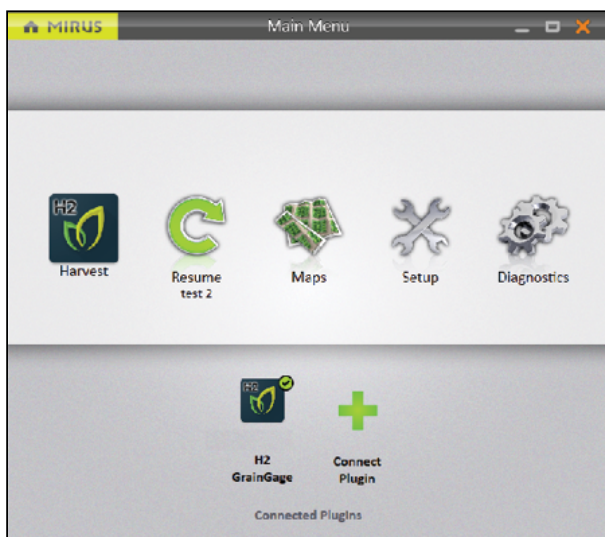 MIRUS
Main Menu
H2
Harvest
Resume
test 2
Maps
Setup
Diagnostics
H2
H2
GrainGage
Connect
Plugin
Connected Plugins